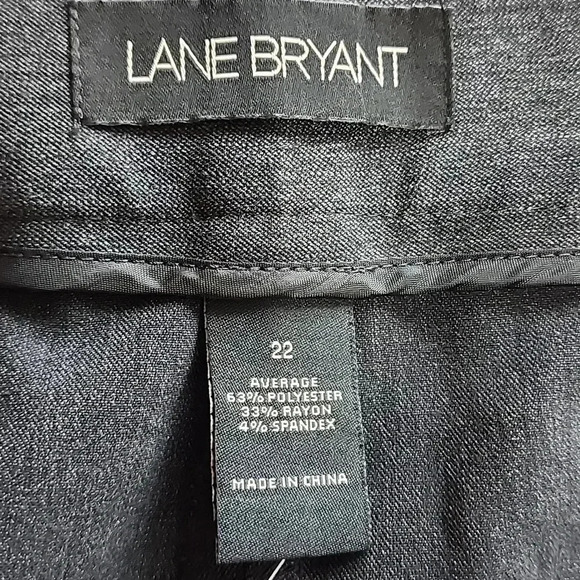 LANE BRYANT
22
AVERAGE
63% POLYESTER
33% RAYON
4% SPANDEX
MADE IN CHINA